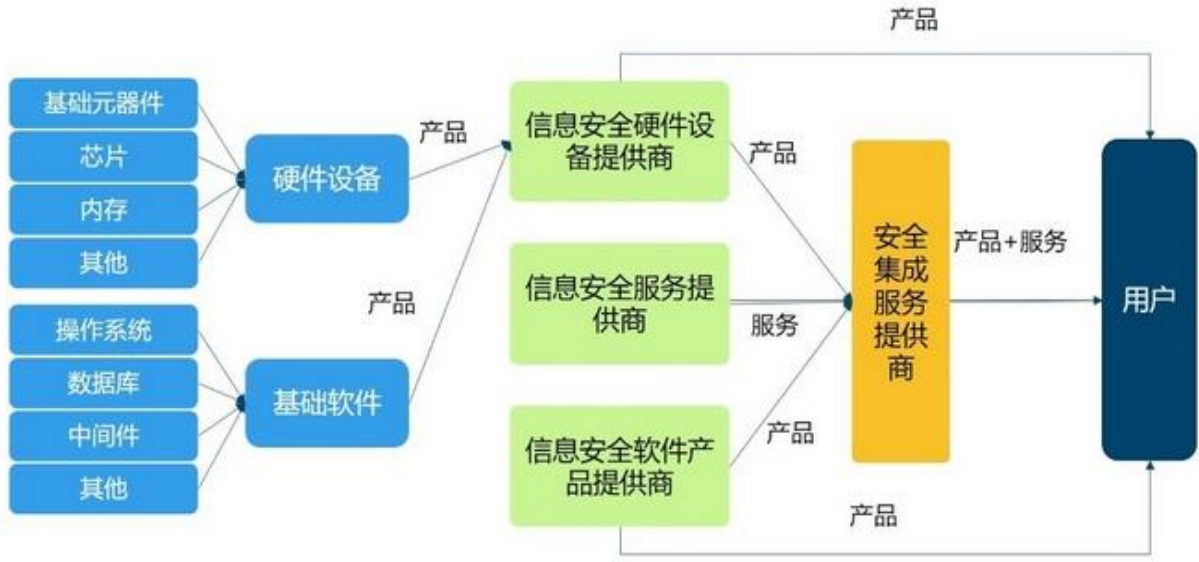 产品
基础元器件
芯片
内存
其他
硬件设备
产品
操作系统
数据库
中间件
其他
基础软件
产品
信息安全硬件设
备提供商
产品
信息安全服务提
供商
服务
信息安全软件产
品提供商
产品
安全
集成
服务
提供
商
产品+服务
用户
产品